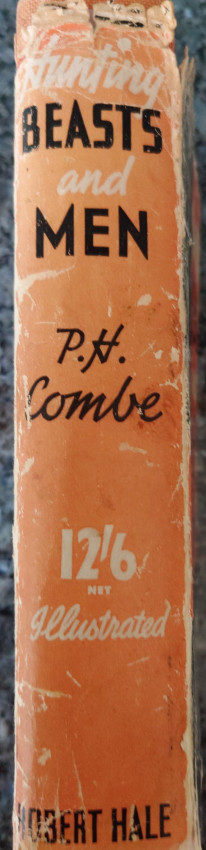 Hunting
BEASTS
and
MEN
P.H.
Combe
12'/6
NET
Illustrated
ROBERT HALE